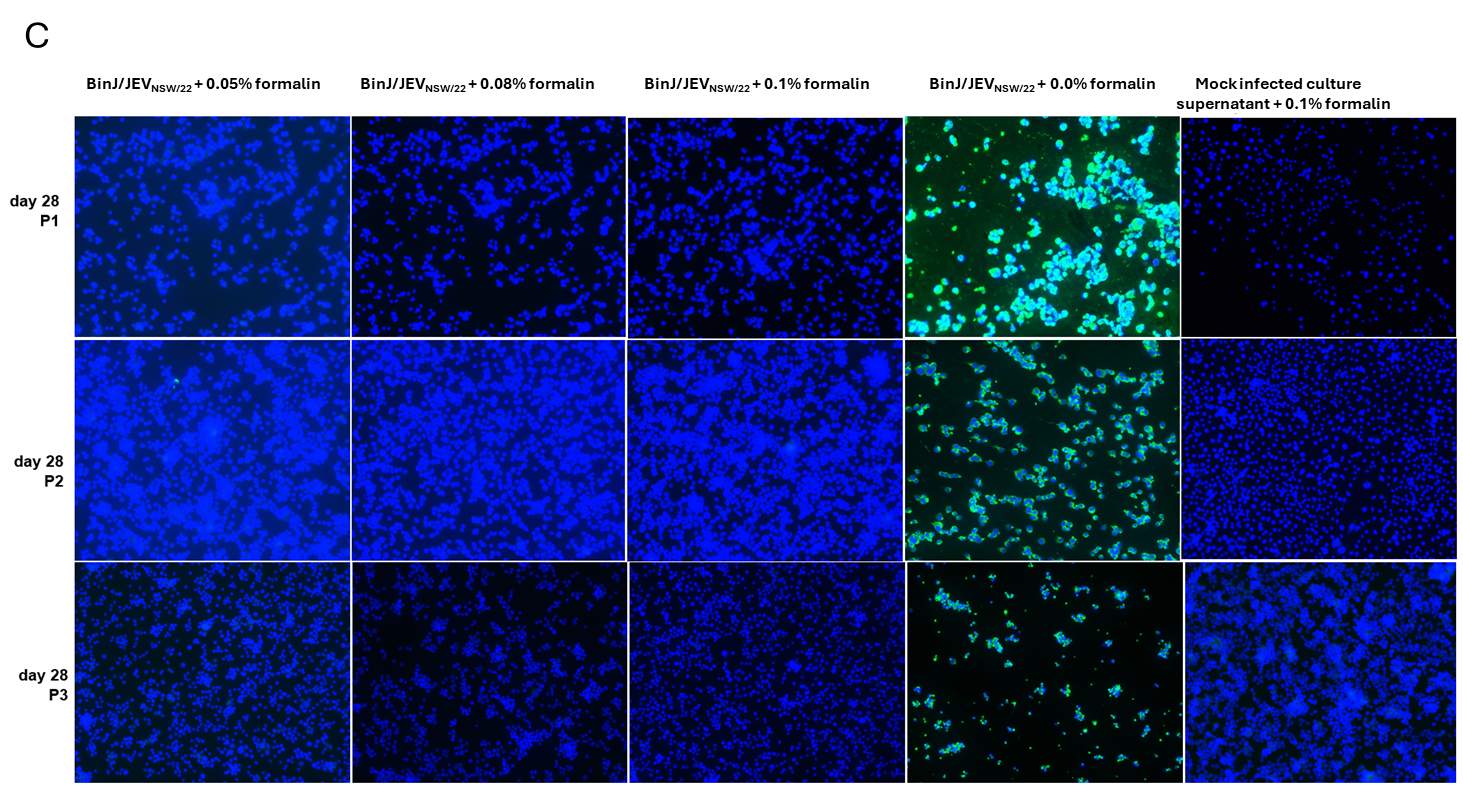 C
BinJ/JEVNSW/22 + 0.05% formalin
BinJ/JEVNSW/22 + 0.08% formalin
BinJ/JEVNSW/22 + 0.1% formalin
BinJ/JEVNSW/22 + 0.0% formalin
Mock infected culture
supernatant + 0.1% formalin
day 28
P1
day 28
P2
day 28
P3